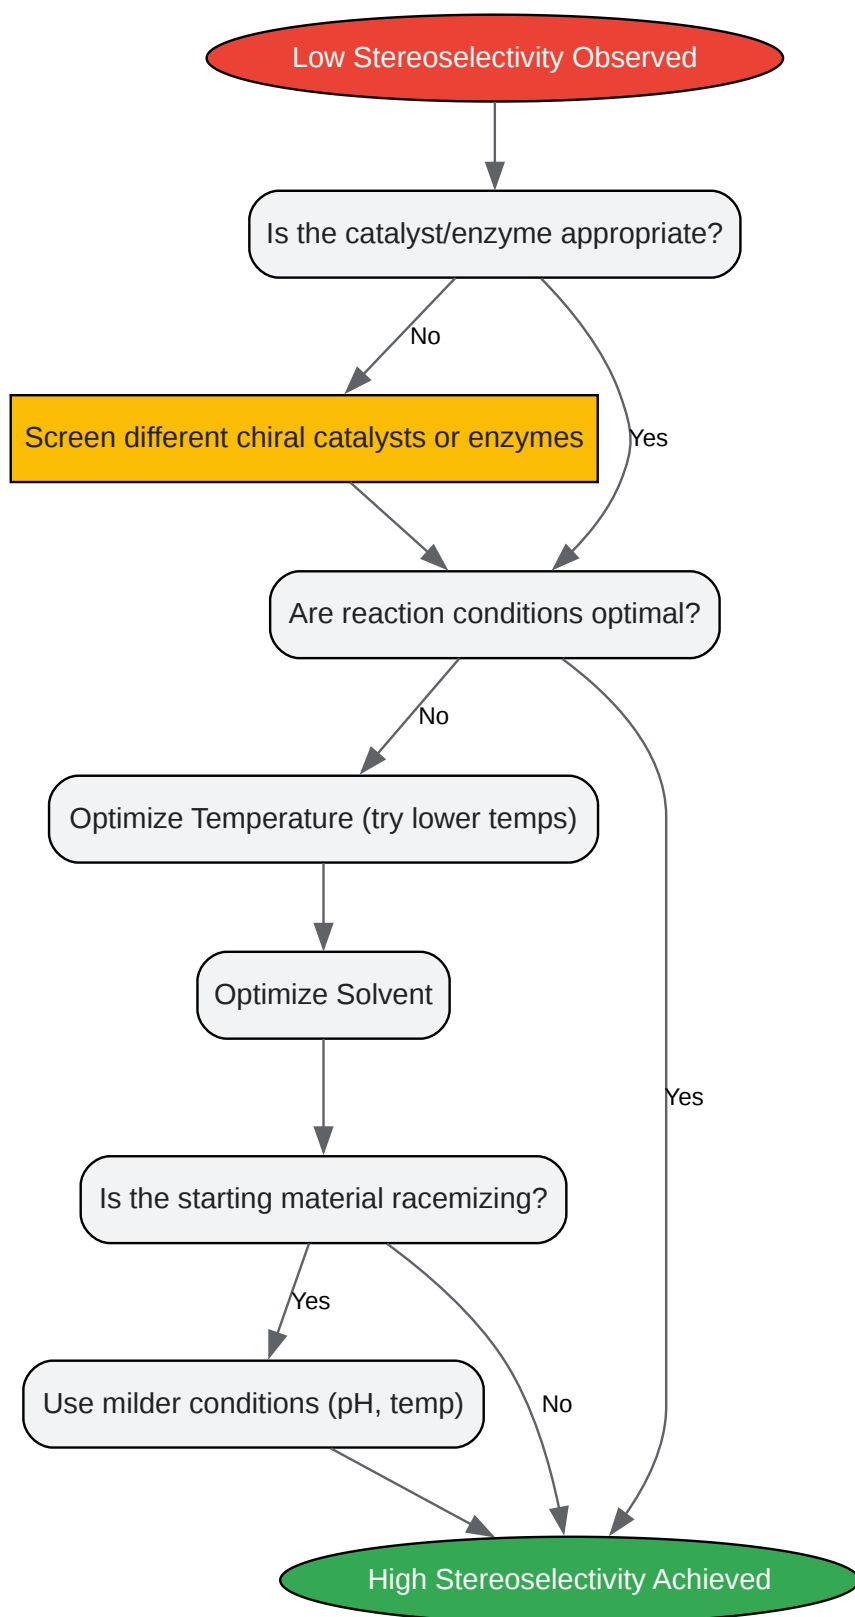 Low Stereoselectivity Observed
Is the catalyst/enzyme appropriate?
No
Screen different chiral catalysts or enzymes
Yes
Are reaction conditions optimal?
No
Optimize Temperature (try lower temps)
Optimize Solvent
Yes
Is the starting material racemizing?
Yes
Use milder conditions (pH, temp)
No
High Stereoselectivity Achieved